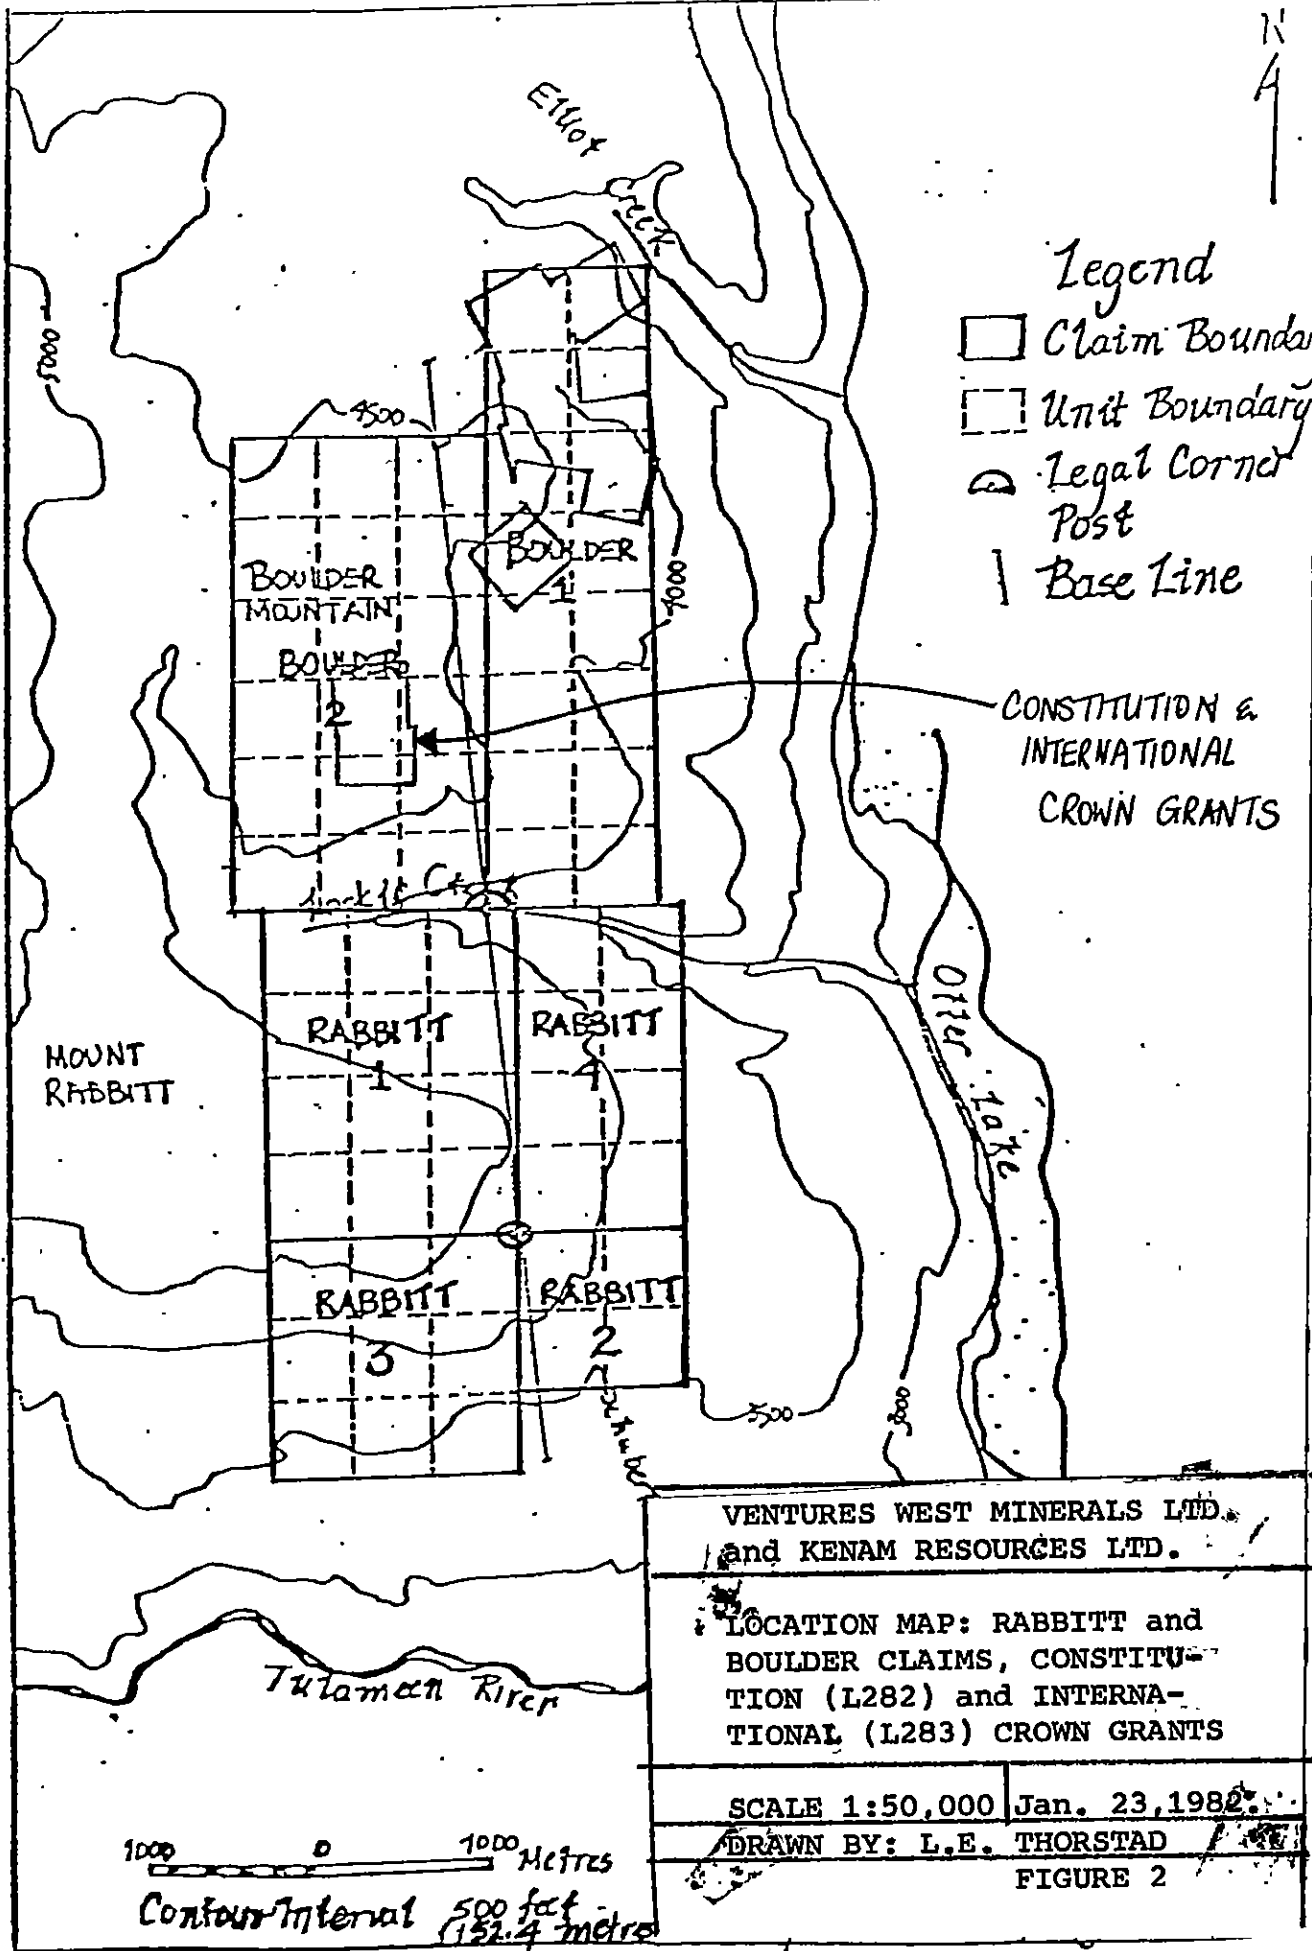 N
Elliot
Creek
Legend
Claim Boundar
Unit Boundary
Legal Corner
Post
Base Line
5000
4500
BOULDER
1
BOULDER
MOUNTAIN
4000
BOULDER
2
CONSTITUTION &
INTERNATIONAL
CROWN GRANTS
Otter Lake
RABBITT
1
RABBITT
4
MOUNT
RABBITT
RABBITT
3
RABBITT
2
3500
3000
Tulameen River
VENTURES WEST MINERALS LTD.
and KENAM RESOURCES LTD.
LOCATION MAP: RABBITT and
BOULDER CLAIMS, CONSTITU-
TION (L282) and INTERNA-
TIONAL (L283) CROWN GRANTS
SCALE 1:50,000 Jan. 23,1982.
DRAWN BY: L.E. THORSTAD
FIGURE 2
1000 0 1000 Metres
Contour Interval 500 feet
(152.4 metre